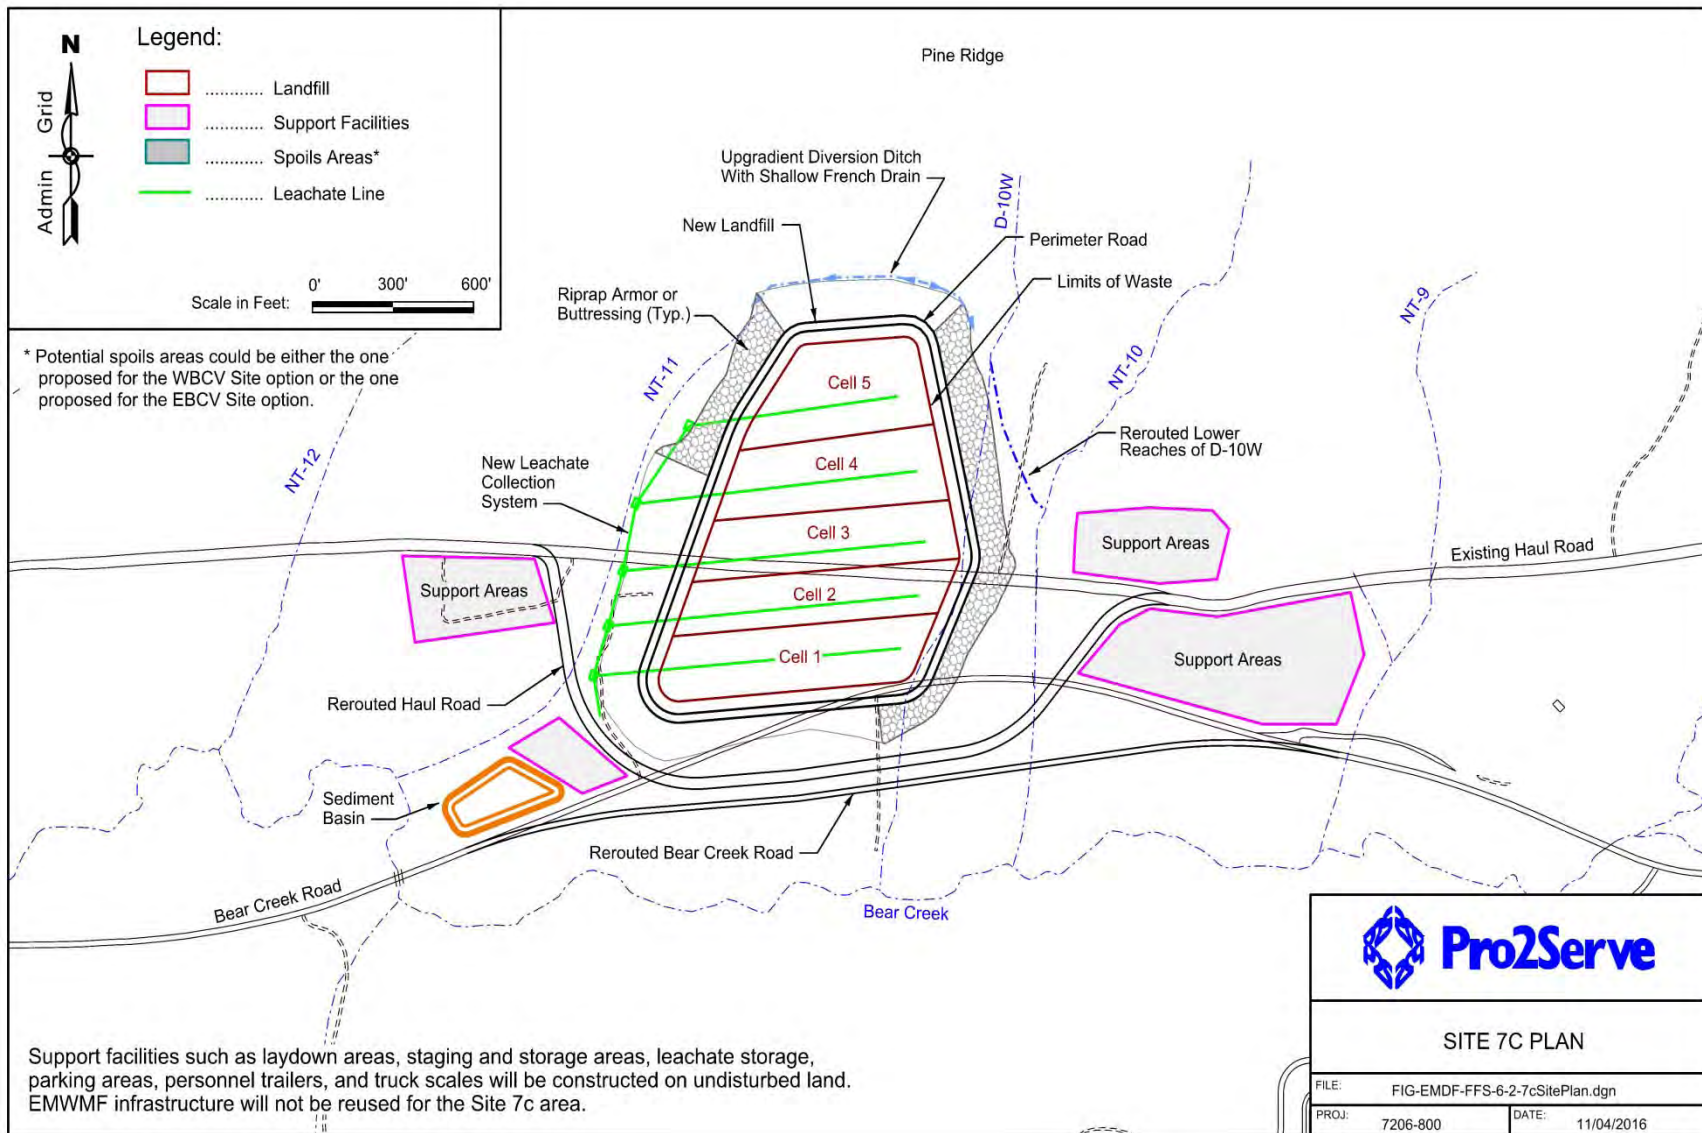 N
Grid
Admin
Legend:
............ Landfill
............ Support Facilities
............ Spoils Areas*
............ Leachate Line
Scale in Feet:
0' 300' 600'
* Potential spoils areas could be either the one
proposed for the WBCV Site option or the one
proposed for the EBCV Site option.
Pine Ridge
Upgradient Diversion Ditch
With Shallow French Drain
D-10W
New Landfill
Perimeter Road
Limits of Waste
Riprap Armor or
Buttressing (Typ.)
NT-9
NT-11
NT-10
Cell 5
Rerouted Lower
Reaches of D-10W
NT-12
New Leachate
Collection
System
Cell 4
Cell 3
Support Areas
Existing Haul Road
Support Areas
Cell 2
Cell 1
Support Areas
Rerouted Haul Road
Sediment
Basin
Rerouted Bear Creek Road
Bear Creek Road
Bear Creek
Support facilities such as laydown areas, staging and storage areas, leachate storage,
parking areas, personnel trailers, and truck scales will be constructed on undisturbed land.
EMWMF infrastructure will not be reused for the Site 7c area.
Pro2Serve
SITE 7C PLAN
FILE: FIG-EMDF-FFS-6-2-7cSitePlan.dgn
PROJ: 7206-800
DATE: 11/04/2016